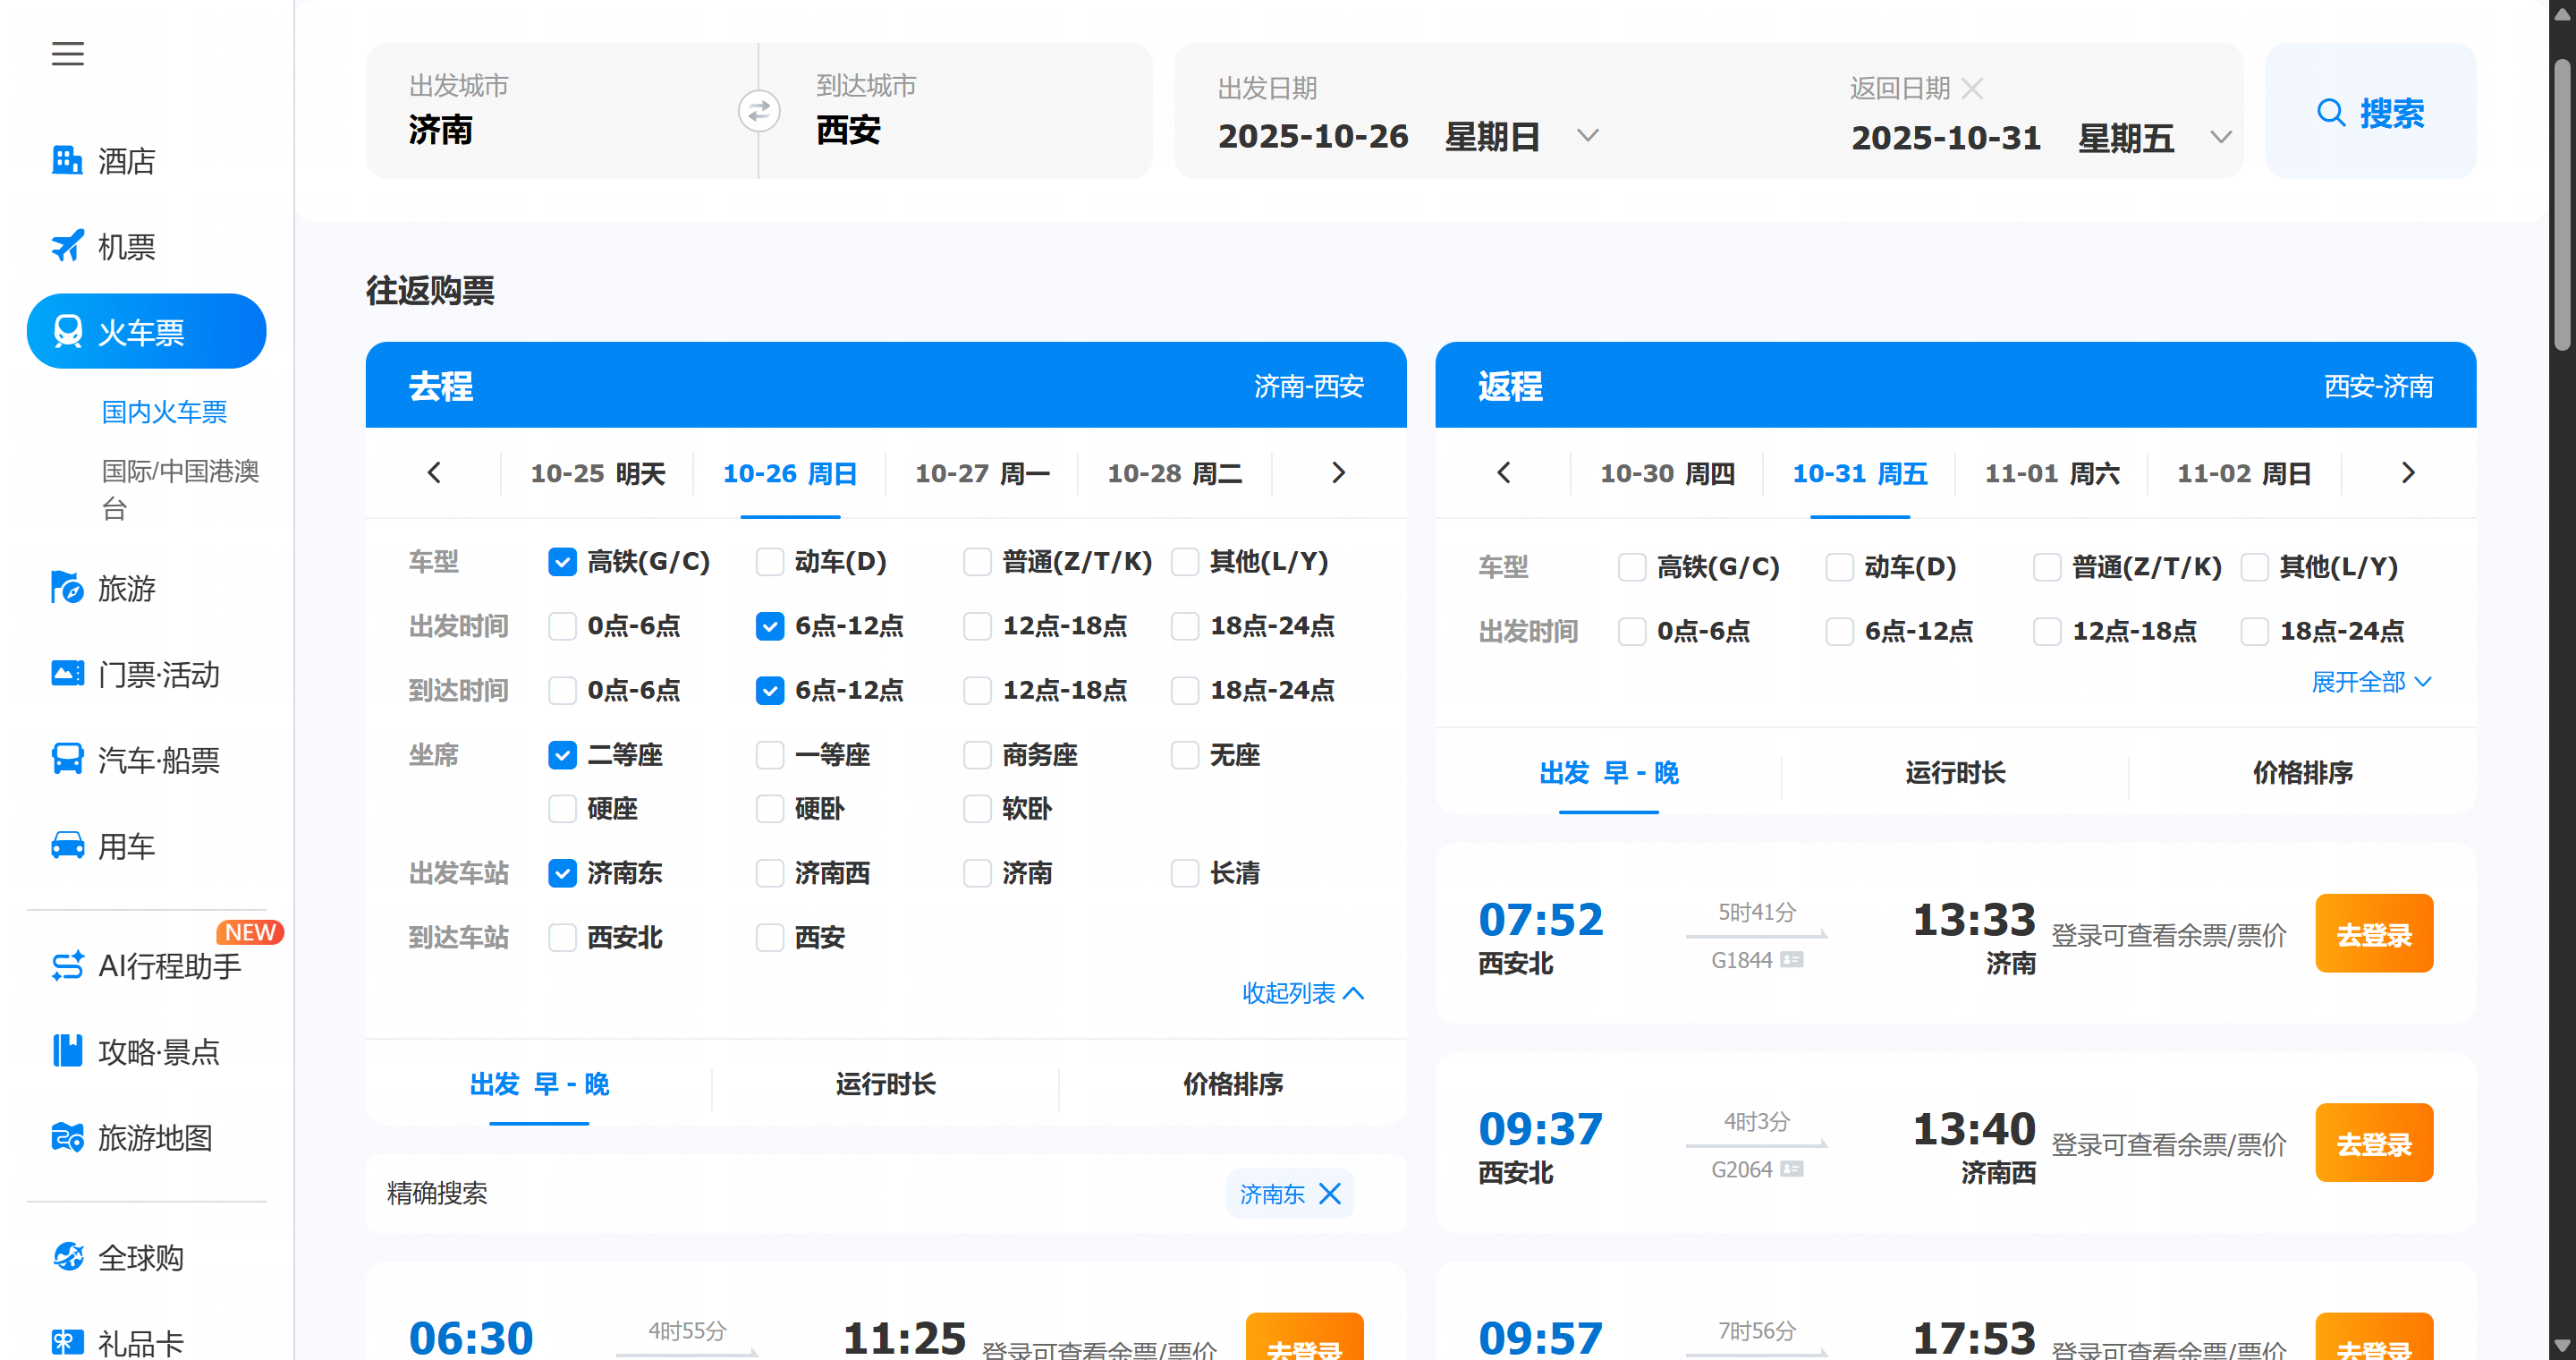 酒店
机票
火车票
国内火车票
国际/中国港澳
台
旅游
门票·活动
汽车·船票
用车
NEW
AI行程助手
攻略·景点
旅游地图
全球购
礼品卡
出发城市
济南
到达城市
西安
出发日期
2025-10-26 星期日
返回日期
2025-10-31 星期五
搜索
往返购票
去程 济南-西安
10-25 明天 10-26 周日 10-27 周一 10-28 周二
车型 高铁(G/C) 动车(D) 普通(Z/T/K) 其他(L/Y)
出发时间 0点-6点 6点-12点 12点-18点 18点-24点
到达时间 0点-6点 6点-12点 12点-18点 18点-24点
坐席 二等座 一等座 商务座 无座
硬座 硬卧 软卧
出发车站 济南东 济南西 济南 长清
到达车站 西安北 西安
收起列表
出发 早 - 晚 运行时长 价格排序
精确搜索 济南东
06:30 4时55分 11:25 登录可查看余票/票价 去登录
返程 西安-济南
10-30 周四 10-31 周五 11-01 周六 11-02 周日
车型 高铁(G/C) 动车(D) 普通(Z/T/K) 其他(L/Y)
出发时间 0点-6点 6点-12点 12点-18点 18点-24点
展开全部
出发 早 - 晚 运行时长 价格排序
07:52 5时41分 13:33 登录可查看余票/票价 去登录
西安北 G1844 济南
09:37 4时3分 13:40 登录可查看余票/票价 去登录
西安北 G2064 济南西
09:57 7时56分 17:53 登录可查看余票/票价 去登录